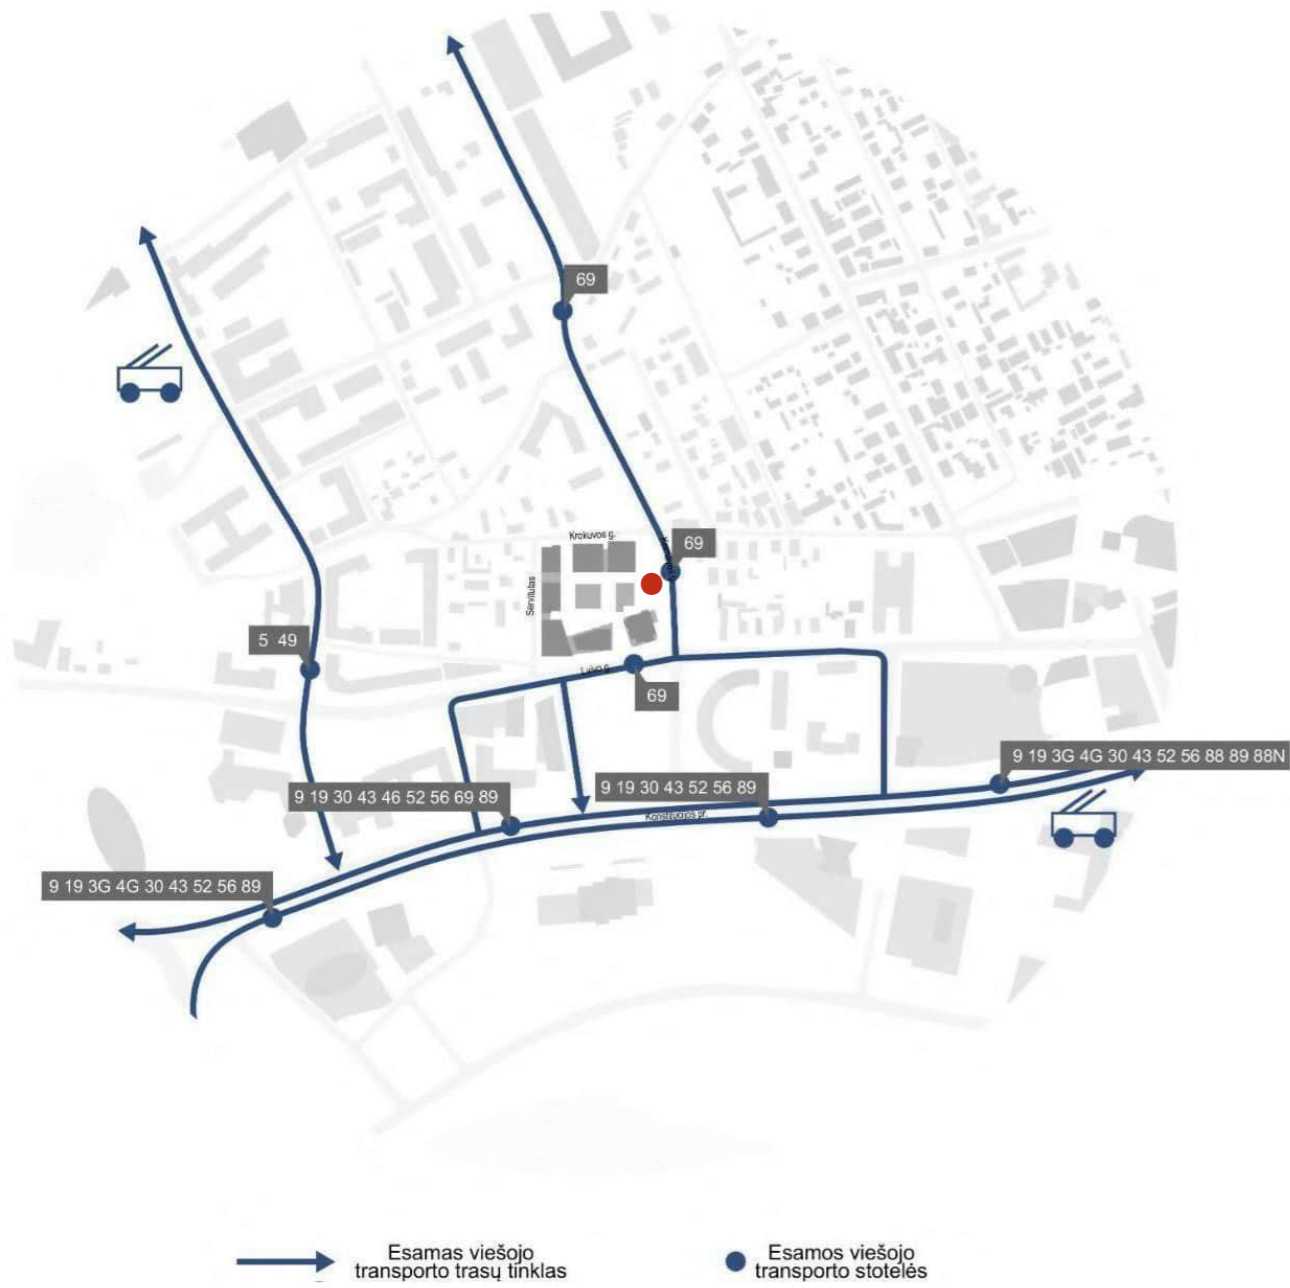 69
Krokuvos g.
69
Servitutas
5 49
Lvivo g.
69
9 19 3G 4G 30 43 52 56 88 89 88N
9 19 30 43 52 56 89
9 19 30 43 46 52 56 69 89
Konstitucijos pr.
9 19 3G 4G 30 43 52 56 89
Esamas viešojo
transporto trasų tinklas
Esamos viešojo
transporto stotelės